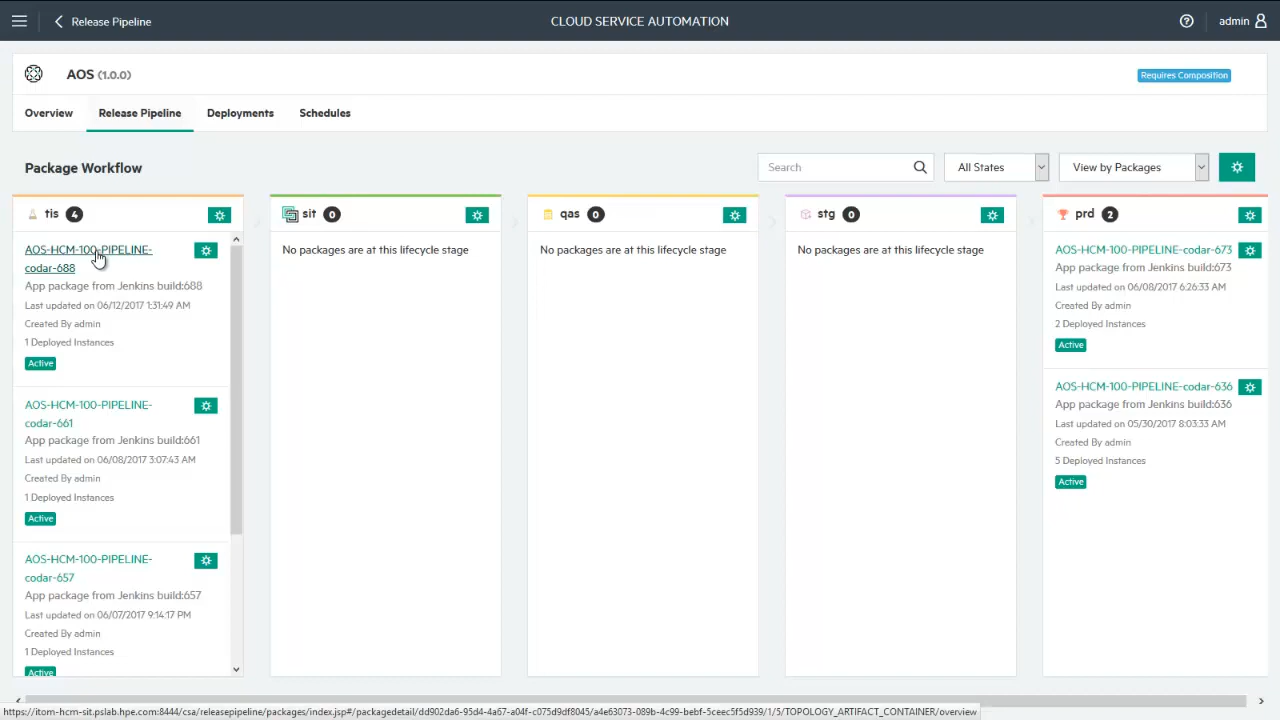 Release Pipeline
CLOUD SERVICE AUTOMATION
admin
AOS (1.0.0)
Requires Composition
Overview
Release Pipeline
Deployments
Schedules
Package Workflow
Search
All States
View by Packages
tis 4
AOS-HCM-100-PIPELINE-
codar-688
App package from Jenkins build:688
Last updated on 06/12/2017 1:31:49 AM
Created By admin
1 Deployed Instances
Active
AOS-HCM-100-PIPELINE-
codar-661
App package from Jenkins build:661
Last updated on 06/08/2017 3:07:43 AM
Created By admin
1 Deployed Instances
Active
AOS-HCM-100-PIPELINE-
codar-657
App package from Jenkins build:657
Last updated on 06/07/2017 9:14:17 PM
Created By admin
1 Deployed Instances
Active
sit 0
No packages are at this lifecycle stage
qas 0
No packages are at this lifecycle stage
stg 0
No packages are at this lifecycle stage
prd 2
AOS-HCM-100-PIPELINE-codar-673
App package from Jenkins build:673
Last updated on 06/08/2017 6:26:33 AM
Created By admin
2 Deployed Instances
Active
AOS-HCM-100-PIPELINE-codar-636
App package from Jenkins build:636
Last updated on 05/30/2017 8:03:33 AM
Created By admin
5 Deployed Instances
Active
https://itom-hcm-sit.pslab.hpe.com:8444/csa/releasepipeline/packages/index.jsp#/packagedetail/dd902da6-95d4-4a67-a04f-c075d9df8045/a4e63073-089b-4c99-bebf-5ceec5f5d939/1/5/TOPOLOGY_ARTIFACT_CONTAINER/overview